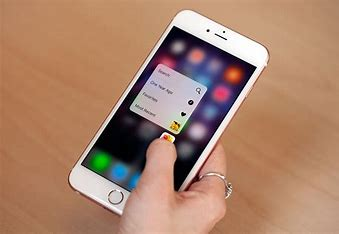 Search
One Year Ago
Favorites
Most Recent